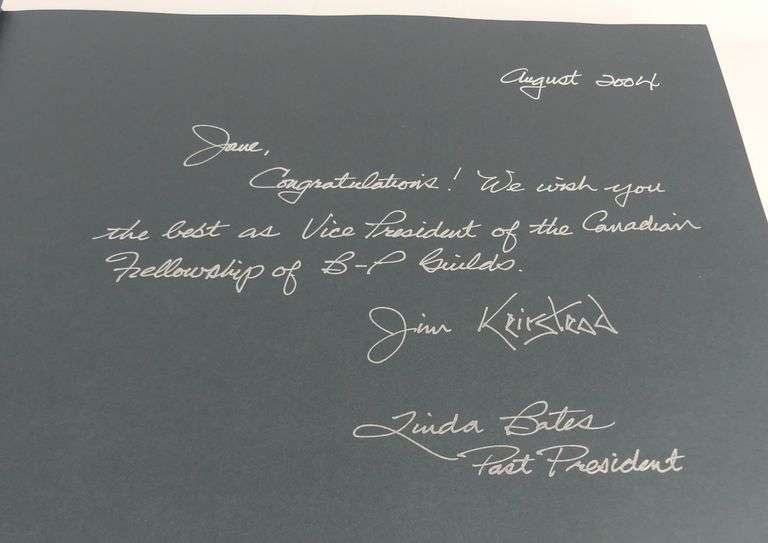 August 2004
Jane,
Congratulations! We wish you
the best as Vice President of the Canadian
Fellowship of B-P Guilds.
Jim
Linda Bates
Past President